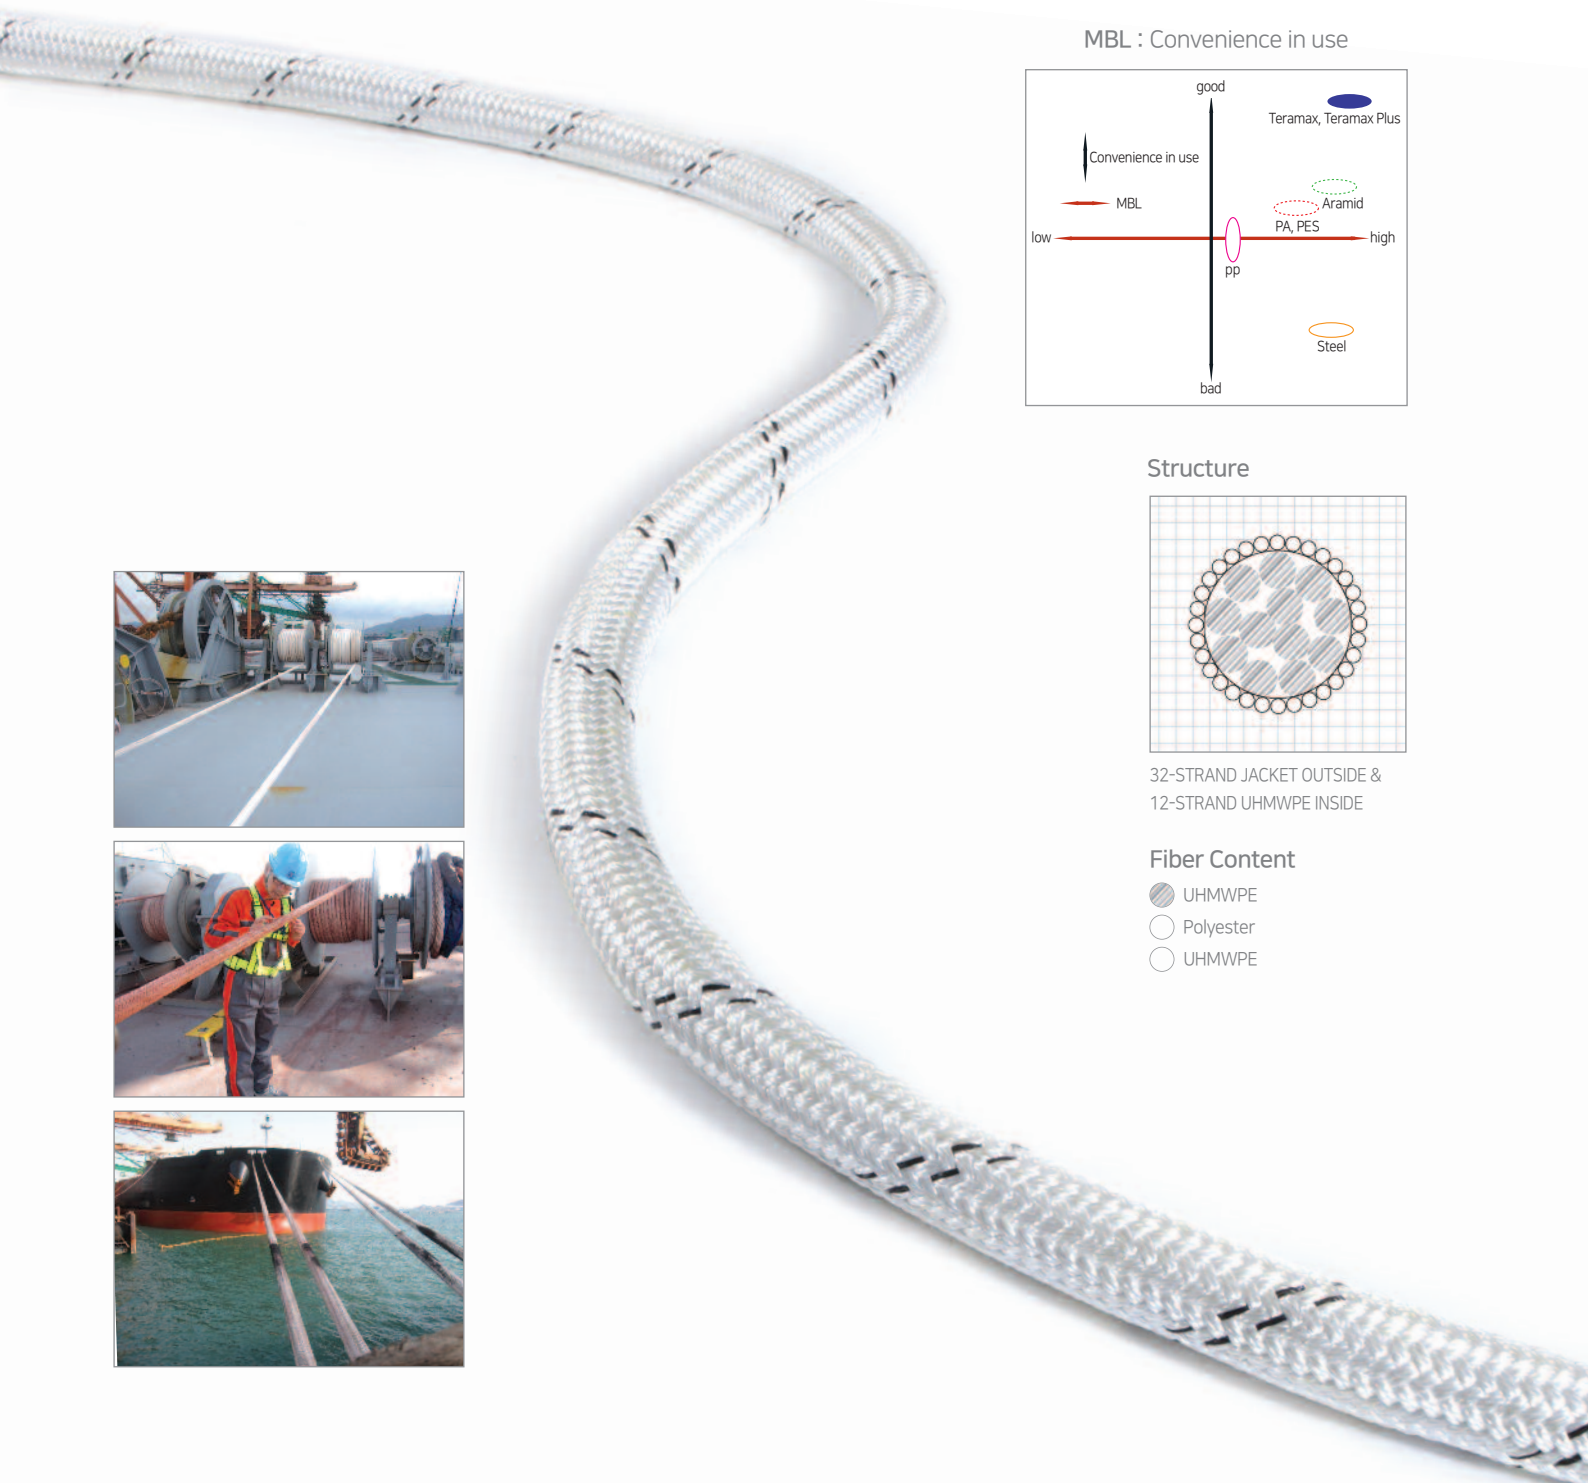 MBL : Convenience in use
good
Teramax, Teramax Plus
Convenience in use
MBL
Aramid
PA, PES
low
high
pp
Steel
bad
Structure
32-STRAND JACKET OUTSIDE &
12-STRAND UHMWPE INSIDE
Fiber Content
UHMWPE
Polyester
UHMWPE